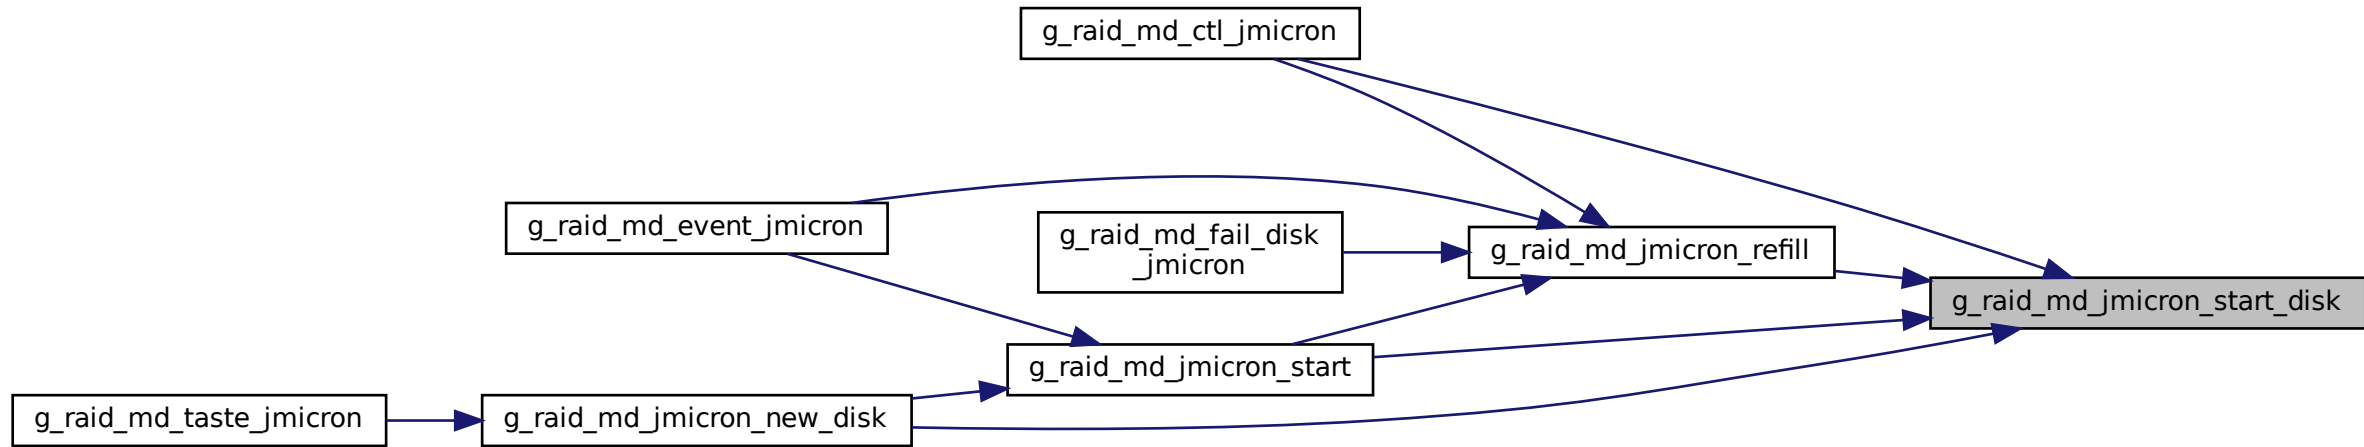 g_raid_md_ctl_jmicron
g_raid_md_event_jmicron
g_raid_md_fail_disk
_jmicron
g_raid_md_jmicron_refill
g_raid_md_jmicron_start_disk
g_raid_md_jmicron_start
g_raid_md_taste_jmicron
g_raid_md_jmicron_new_disk